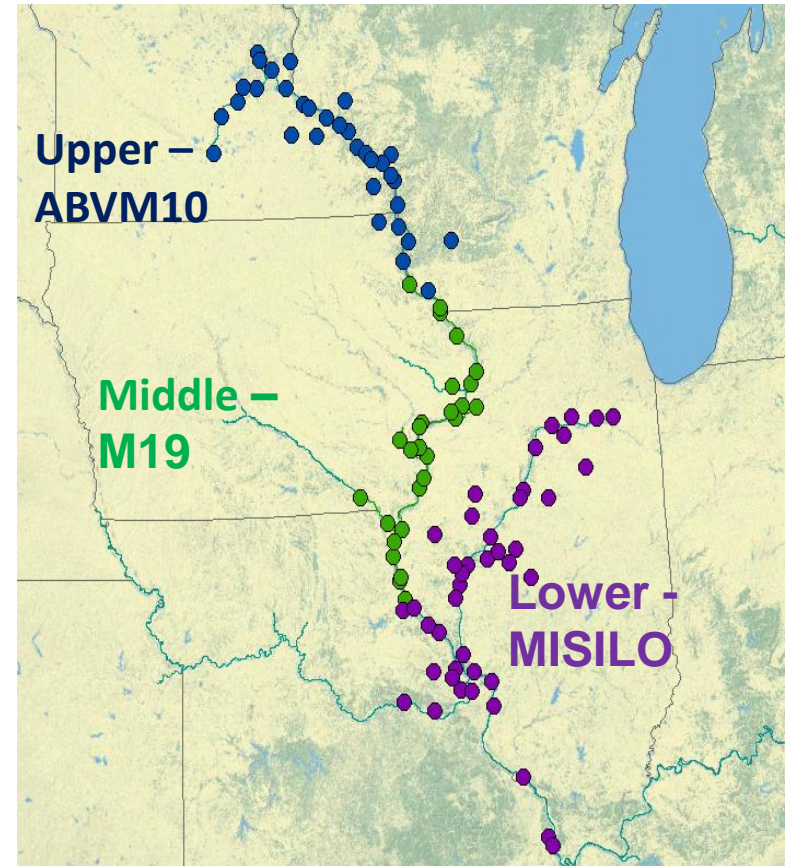 Upper –
ABVM10
Middle –
M19
Lower -
MISILO